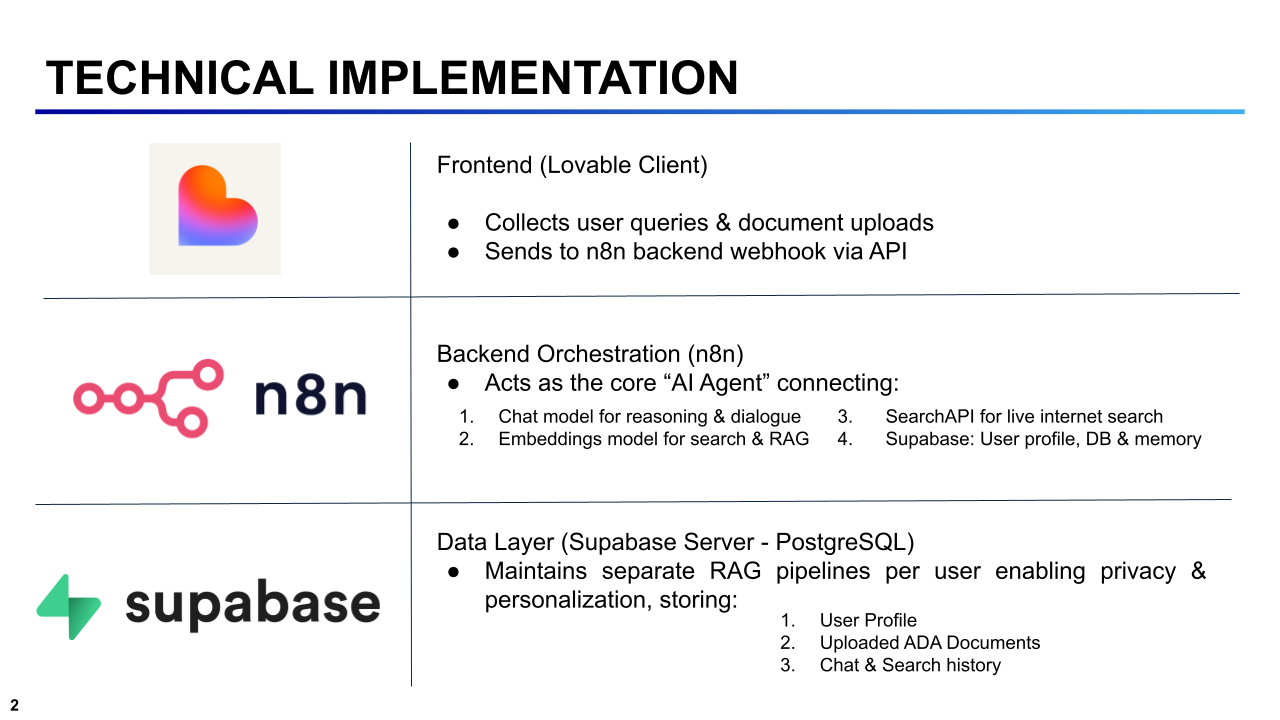 TECHNICAL IMPLEMENTATION
Frontend (Lovable Client)
● Collects user queries & document uploads
● Sends to n8n backend webhook via API
n8n
Backend Orchestration (n8n)
● Acts as the core “AI Agent” connecting:
1. Chat model for reasoning & dialogue
2. Embeddings model for search & RAG
3. SearchAPI for live internet search
4. Supabase: User profile, DB & memory
supabase
Data Layer (Supabase Server - PostgreSQL)
● Maintains separate RAG pipelines per user enabling privacy &
personalization, storing:
1. User Profile
2. Uploaded ADA Documents
3. Chat & Search history
2